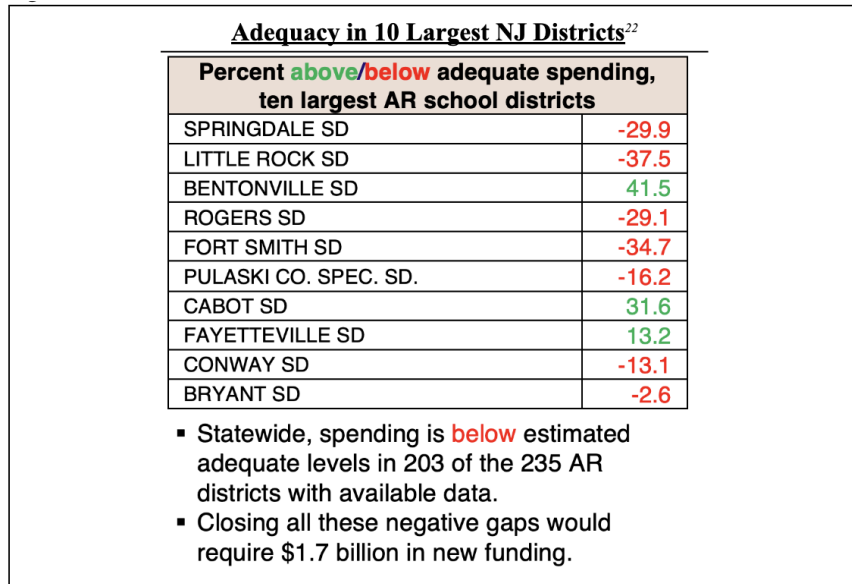 Adequacy in 10 Largest NJ Districts22
Percent above/below adequate spending,
ten largest AR school districts
SPRINGDALE SD -29.9
LITTLE ROCK SD -37.5
BENTONVILLE SD 41.5
ROGERS SD -29.1
FORT SMITH SD -34.7
PULASKI CO. SPEC. SD. -16.2
CABOT SD 31.6
FAYETTEVILLE SD 13.2
CONWAY SD -13.1
BRYANT SD -2.6
▪ Statewide, spending is below estimated
adequate levels in 203 of the 235 AR
districts with available data.
▪ Closing all these negative gaps would
require $1.7 billion in new funding.